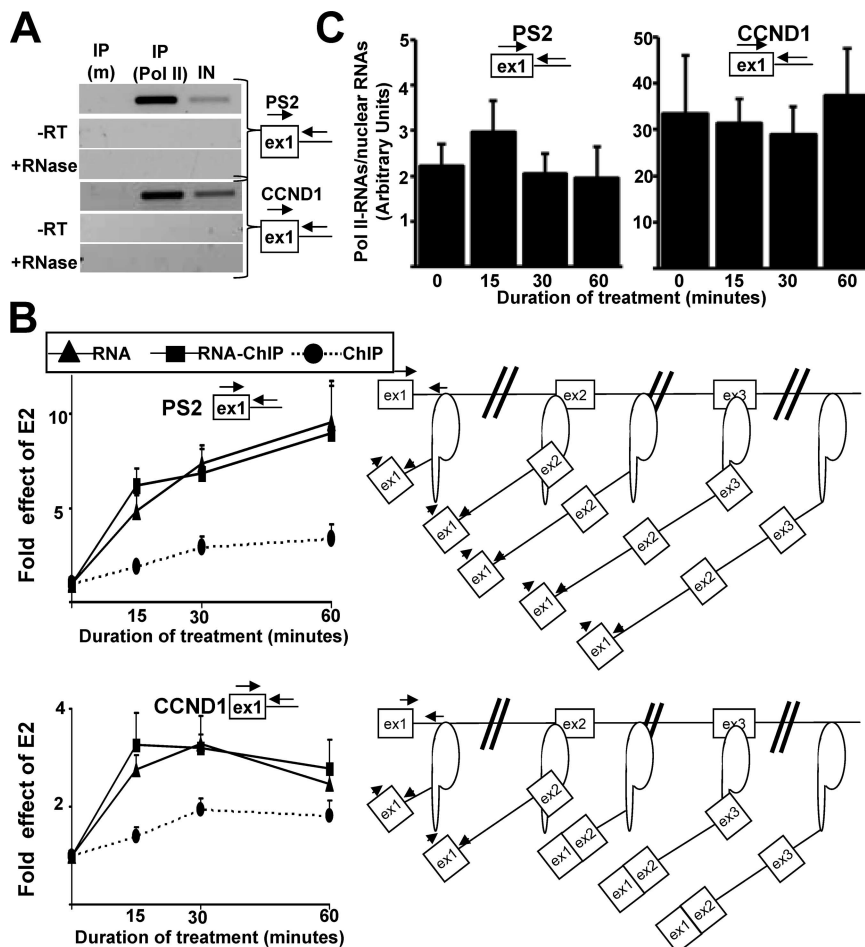 A
IP (m)
IP (Pol II)
IN
PS2
-RT
ex1
+RNase
CCND1
-RT
ex1
+RNase
C
PS2
ex1
CCND1
ex1
Pol II-RNAs/nuclear RNAs
(Arbitrary Units)
5
4
3
2
1
50
40
30
20
10
0
0 15 30 60
0 15 30 60
Duration of treatment (minutes)
B
RNA RNA-ChIP ChIP
PS2 ex1
Fold effect of E2
10
5
15 30 60
Duration of treatment (minutes)
ex1 ex2 ex3
ex1
ex1 ex2
ex1 ex2
ex1 ex2 ex3
ex1 ex2 ex3
CCND1 ex1
Fold effect of E2
4
2
0
15 30 60
Duration of treatment (minutes)
ex1 ex2 ex3
ex1
ex1 ex2
ex1 ex2
ex1 ex2 ex3
ex1 ex2 ex3